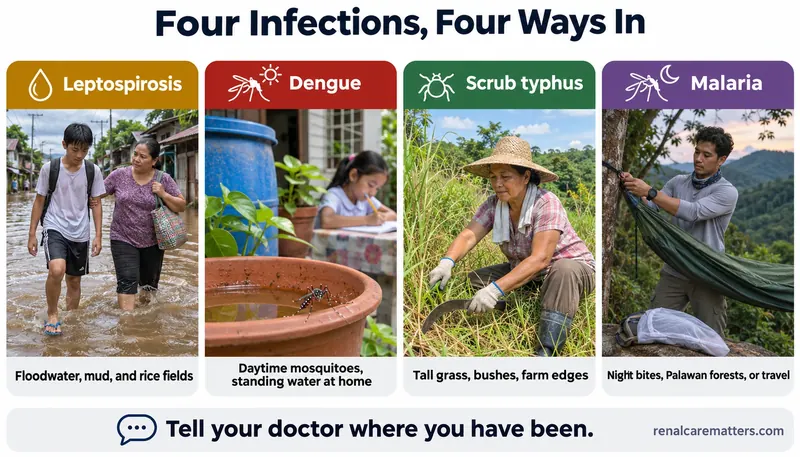 Four Infections, Four Ways In
Leptospirosis
Dengue
Scrub typhus
Malaria
Floodwater, mud, and rice fields
Daytime mosquitoes,
standing water at home
Tall grass, bushes, farm edges
Night bites, Palawan forests, or travel
Tell your doctor where you have been.
renalcarematters.com